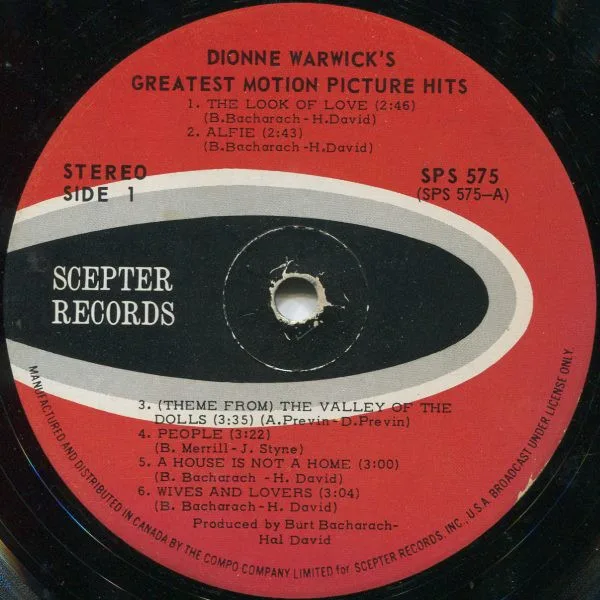 DIONNE WARWICK'S
GREATEST MOTION PICTURE HITS
1. THE LOOK OF LOVE (2:46)
(B.Bacharach-H.David)
2. ALFIE (2:43)
(B.Bacharach-H.David)
STEREO
SIDE 1
SPS 575
(SPS 575-A)
SCEPTER
RECORDS
3. (THEME FROM) THE VALLEY OF THE
DOLLS (3:35) (A.Previn-D.Previn)
4. PEOPLE (3:22)
(B. Merrill-J. Styne)
5. A HOUSE IS NOT A HOME (3:00)
(B. Bacharach-H. David)
6. WIVES AND LOVERS (3:04)
(B. Bacharach-H. David)
Produced by Burt Bacharach-
Hal David
MANUFACTURED AND DISTRIBUTED IN CANADA BY THE COMPO COMPANY LIMITED for SCEPTER RECORDS, INC., U.S.A. BROADCAST UNDER LICENSE ONLY.